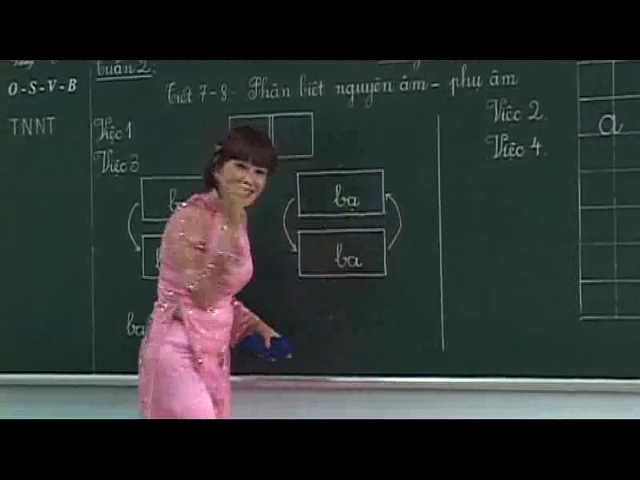 Tuần 2:
O-S-V-B
Tiết 7-8: Phân biệt nguyên âm - phụ âm
TNNT
Việc 1
Việc 2.
a
Việc 3
Việc 4.
bạ
ba
ba